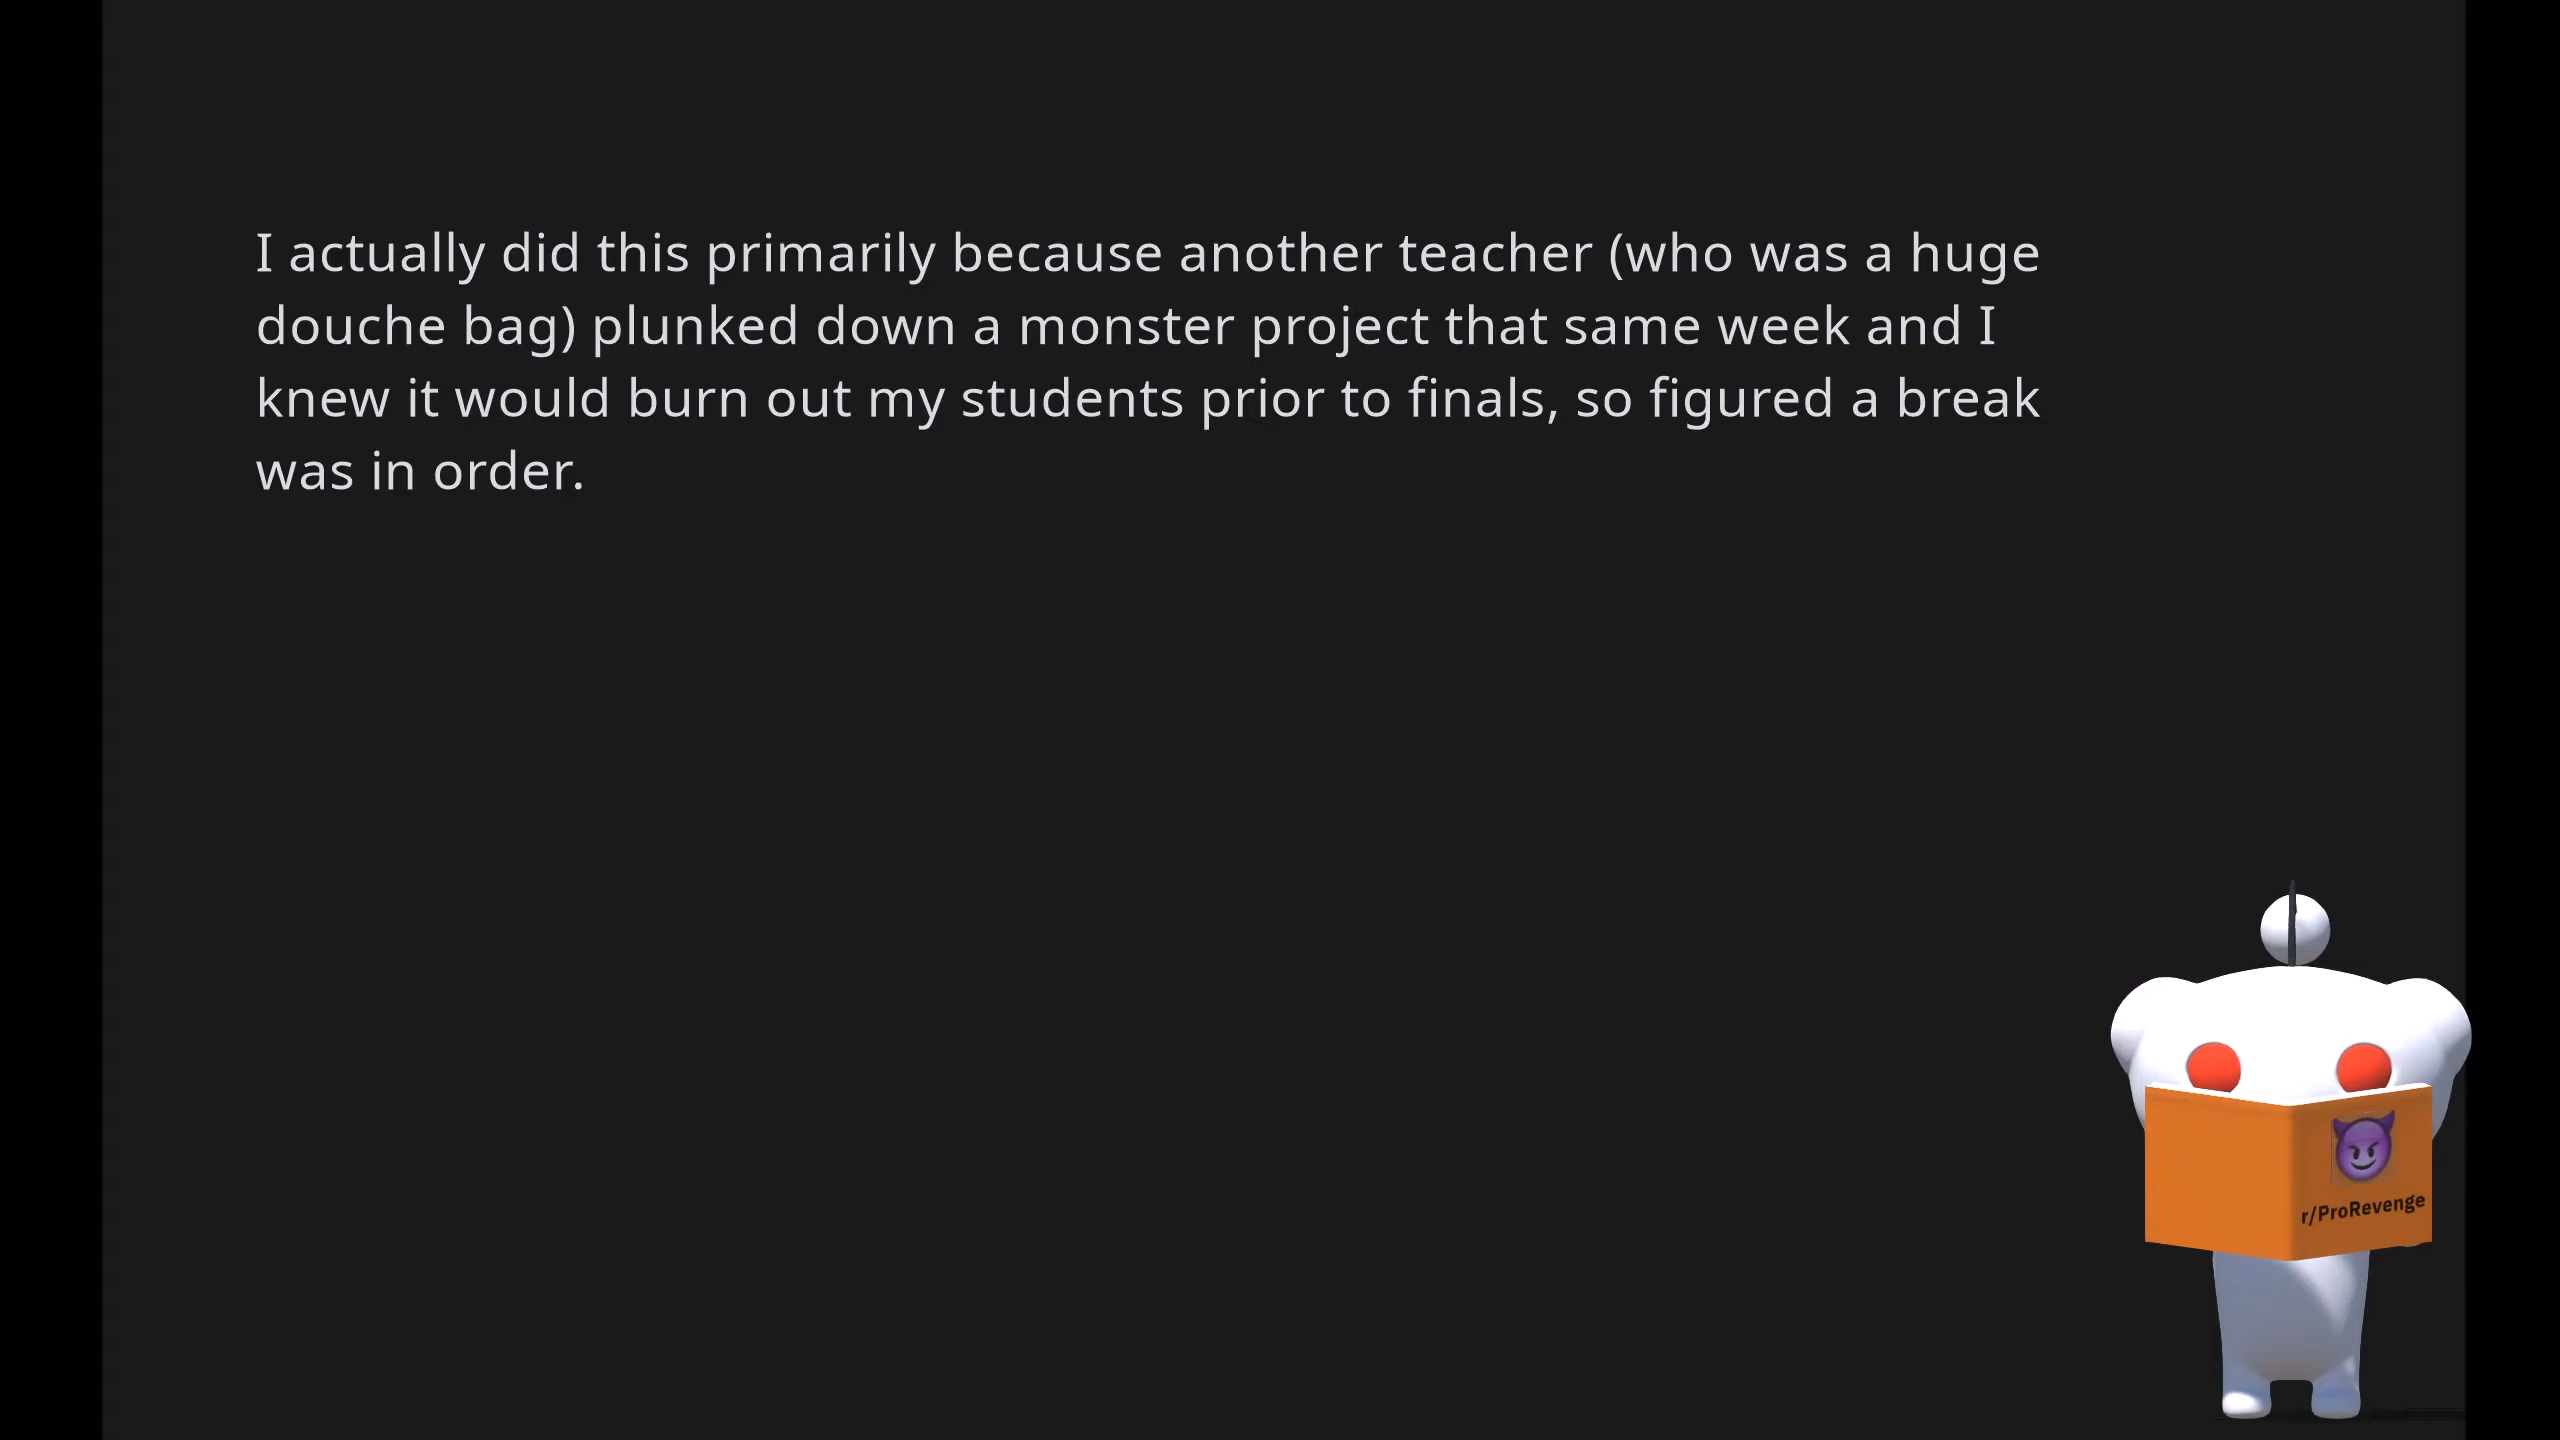 I actually did this primarily because another teacher (who was a huge
douche bag) plunked down a monster project that same week and I
knew it would burn out my students prior to finals, so figured a break
was in order.
r/ProRevenge